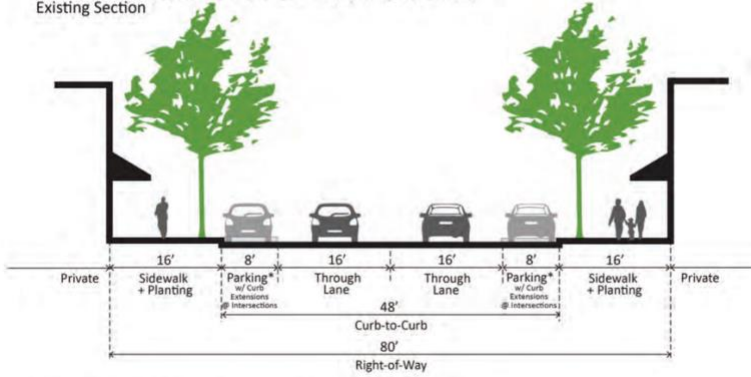 Existing Section
16' 8' 16' 16' 8' 16'
Private Sidewalk Parking* Through Through Parking* Sidewalk Private
+ Planting w/ Curb Lane Lane w/ Curb + Planting
Extensions Extensions
@ Intersections @ Intersections
48'
Curb-to-Curb
80'
Right-of-Way